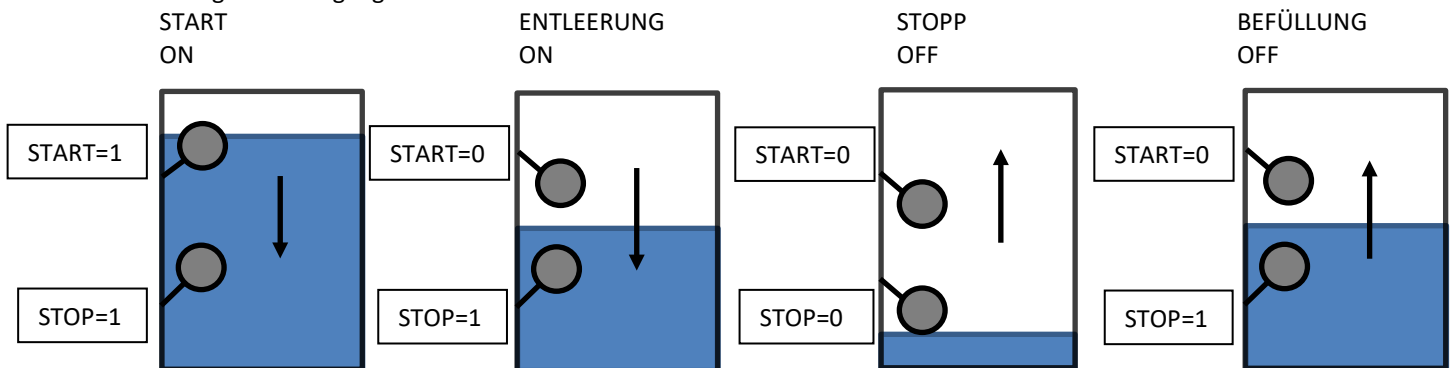 START
ON
ENTLEERUNG
ON
STOPP
OFF
BEFÜLLUNG
OFF
START=1
START=0
START=0
START=0
STOP=1
STOP=1
STOP=0
STOP=1